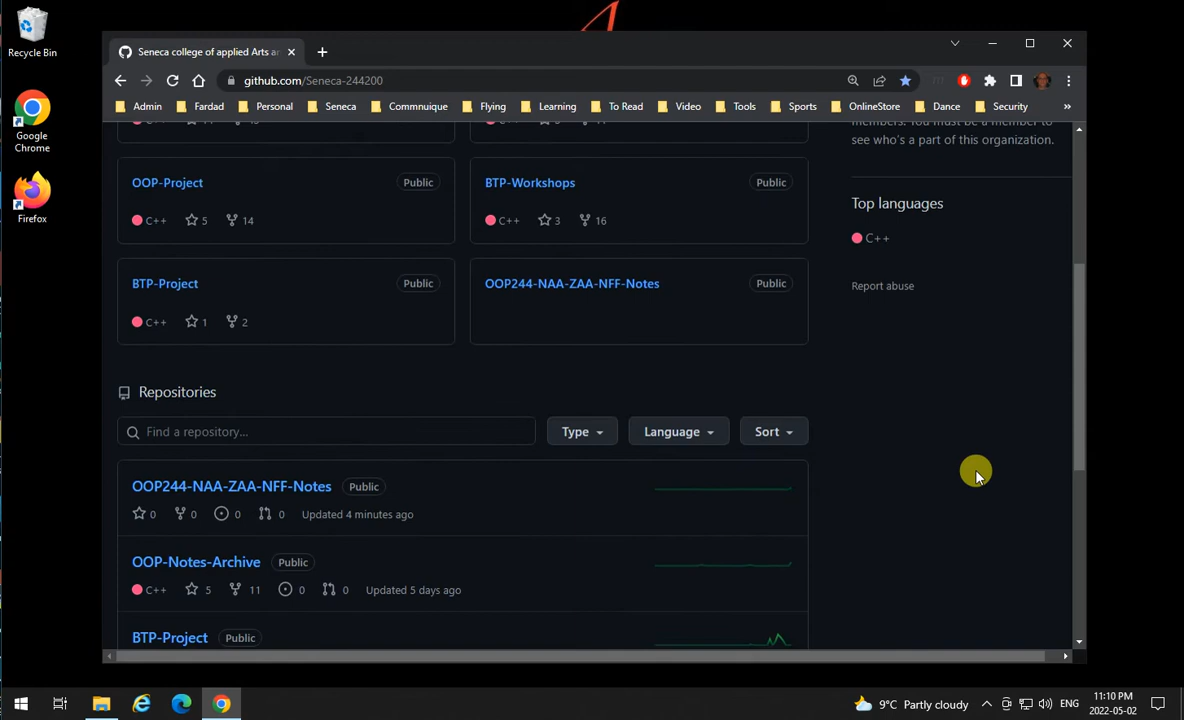 Recycle Bin
Google
Chrome
Firefox
Seneca college of applied Arts a
github.com/Seneca-244200
Admin Fardad Personal Seneca Commnuique Flying Learning To Read Video Tools Sports OnlineStore Dance Security »
members. You must be a member to
see who's a part of this organization.
OOP-Project Public
C++ 5 14
BTP-Workshops Public
C++ 3 16
Top languages
C++
Report abuse
BTP-Project Public
C++ 1 2
OOP244-NAA-ZAA-NFF-Notes Public
Repositories
Find a repository...
Type
Language
Sort
OOP244-NAA-ZAA-NFF-Notes Public
0 0 0 0 Updated 4 minutes ago
OOP-Notes-Archive Public
C++ 5 11 0 0 Updated 5 days ago
BTP-Project Public
9°C Partly cloudy
ENG
11:10 PM
2022-05-02